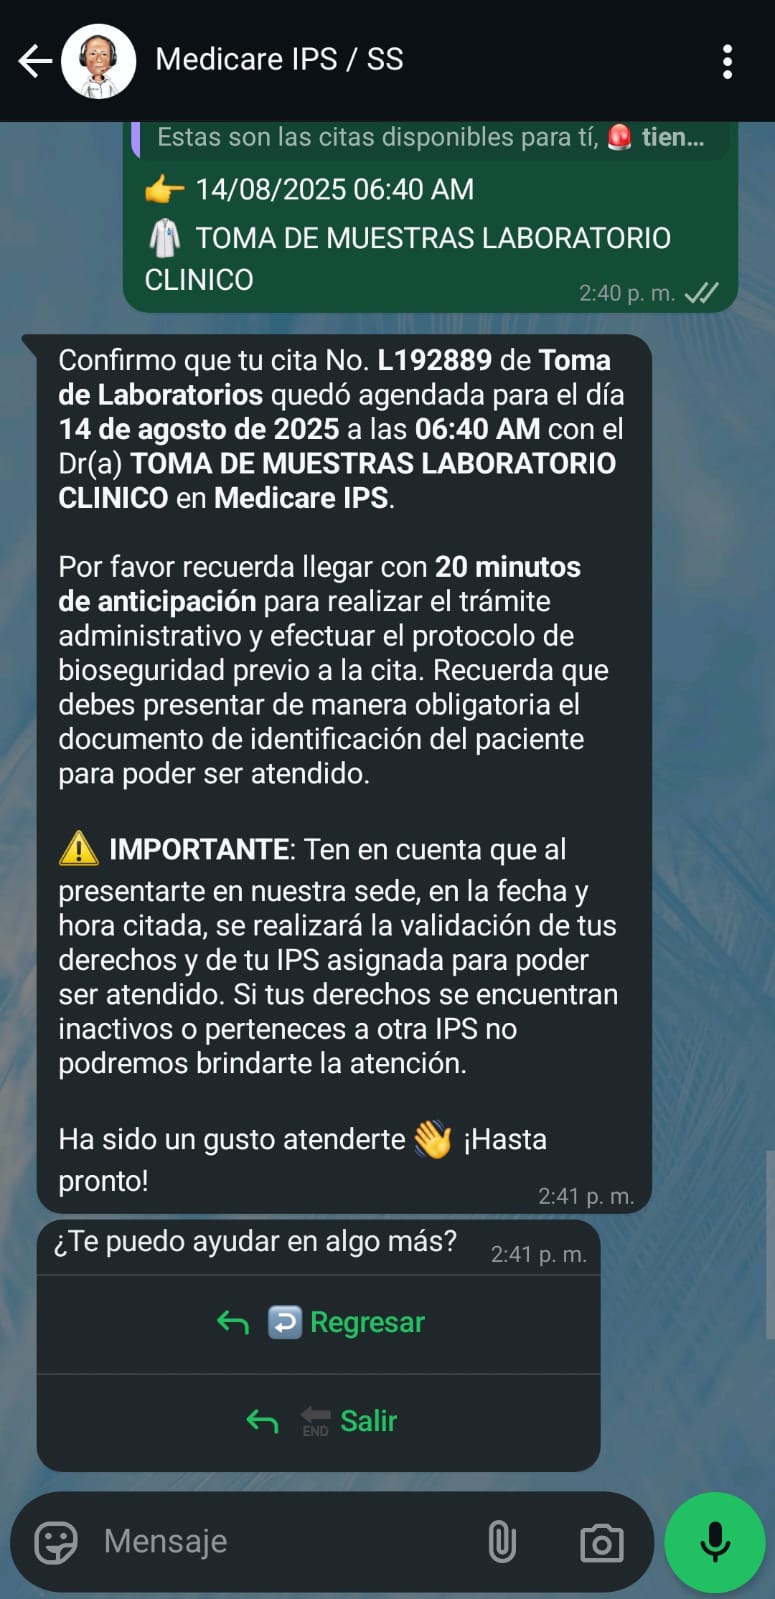 Medicare IPS / SS
Estas son las citas disponibles para tí, 🚨 tien...
👉 14/08/2025 06:40 AM
🥼 TOMA DE MUESTRAS LABORATORIO
CLINICO
2:40 p. m.
Confirmo que tu cita No. L192889 de Toma
de Laboratorios quedó agendada para el día
14 de agosto de 2025 a las 06:40 AM con el
Dr(a) TOMA DE MUESTRAS LABORATORIO
CLINICO en Medicare IPS.
Por favor recuerda llegar con 20 minutos
de anticipación para realizar el trámite
administrativo y efectuar el protocolo de
bioseguridad previo a la cita. Recuerda que
debes presentar de manera obligatoria el
documento de identificación del paciente
para poder ser atendido.
⚠️ IMPORTANTE: Ten en cuenta que al
presentarte en nuestra sede, en la fecha y
hora citada, se realizará la validación de tus
derechos y de tu IPS asignada para poder
ser atendido. Si tus derechos se encuentran
inactivos o perteneces a otra IPS no
podremos brindarte la atención.
Ha sido un gusto atenderte 👋 ¡Hasta
pronto!
2:41 p. m.
¿Te puedo ayudar en algo más?
2:41 p. m.
Regresar
END Salir
Mensaje